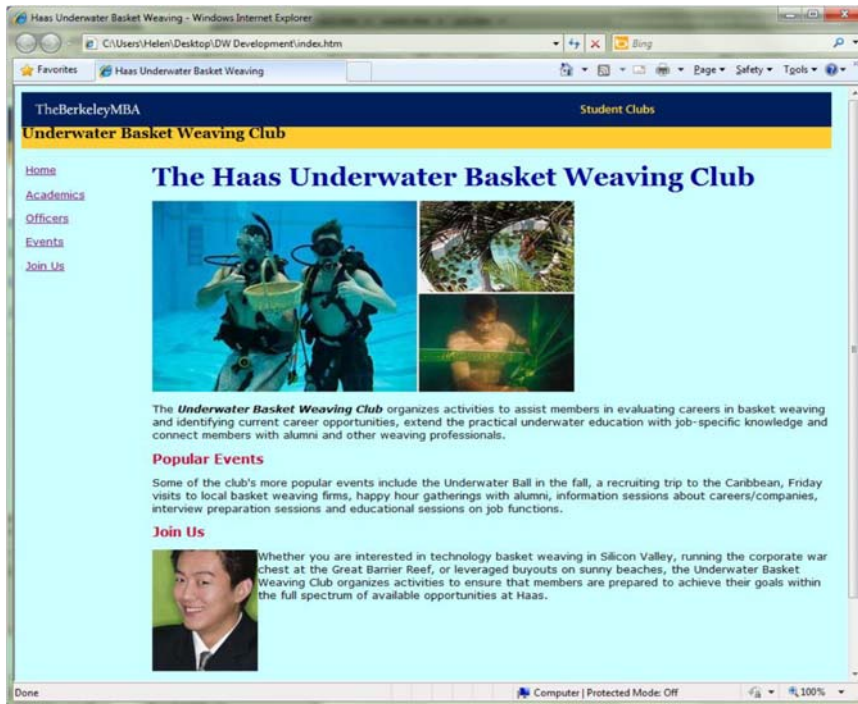 Haas Underwater Basket Weaving - Windows Internet Explorer
C:\Users\Helen\Desktop\DW Development\index.htm
Bing
Favorites
Haas Underwater Basket Weaving
Page
Safety
Tools
TheBerkeleyMBA
Student Clubs
Underwater Basket Weaving Club
Home
Academics
Officers
Events
Join Us
The Haas Underwater Basket Weaving Club
The Underwater Basket Weaving Club organizes activities to assist members in evaluating careers in basket weaving
and identifying current career opportunities, extend the practical underwater education with job-specific knowledge and
connect members with alumni and other weaving professionals.
Popular Events
Some of the club's more popular events include the Underwater Ball in the fall, a recruiting trip to the Caribbean, Friday
visits to local basket weaving firms, happy hour gatherings with alumni, information sessions about careers/companies,
interview preparation sessions and educational sessions on job functions.
Join Us
Whether you are interested in technology basket weaving in Silicon Valley, running the corporate war
chest at the Great Barrier Reef, or leveraged buyouts on sunny beaches, the Underwater Basket
Weaving Club organizes activities to ensure that members are prepared to achieve their goals within
the full spectrum of available opportunities at Haas.
Done
Computer | Protected Mode: Off
100%